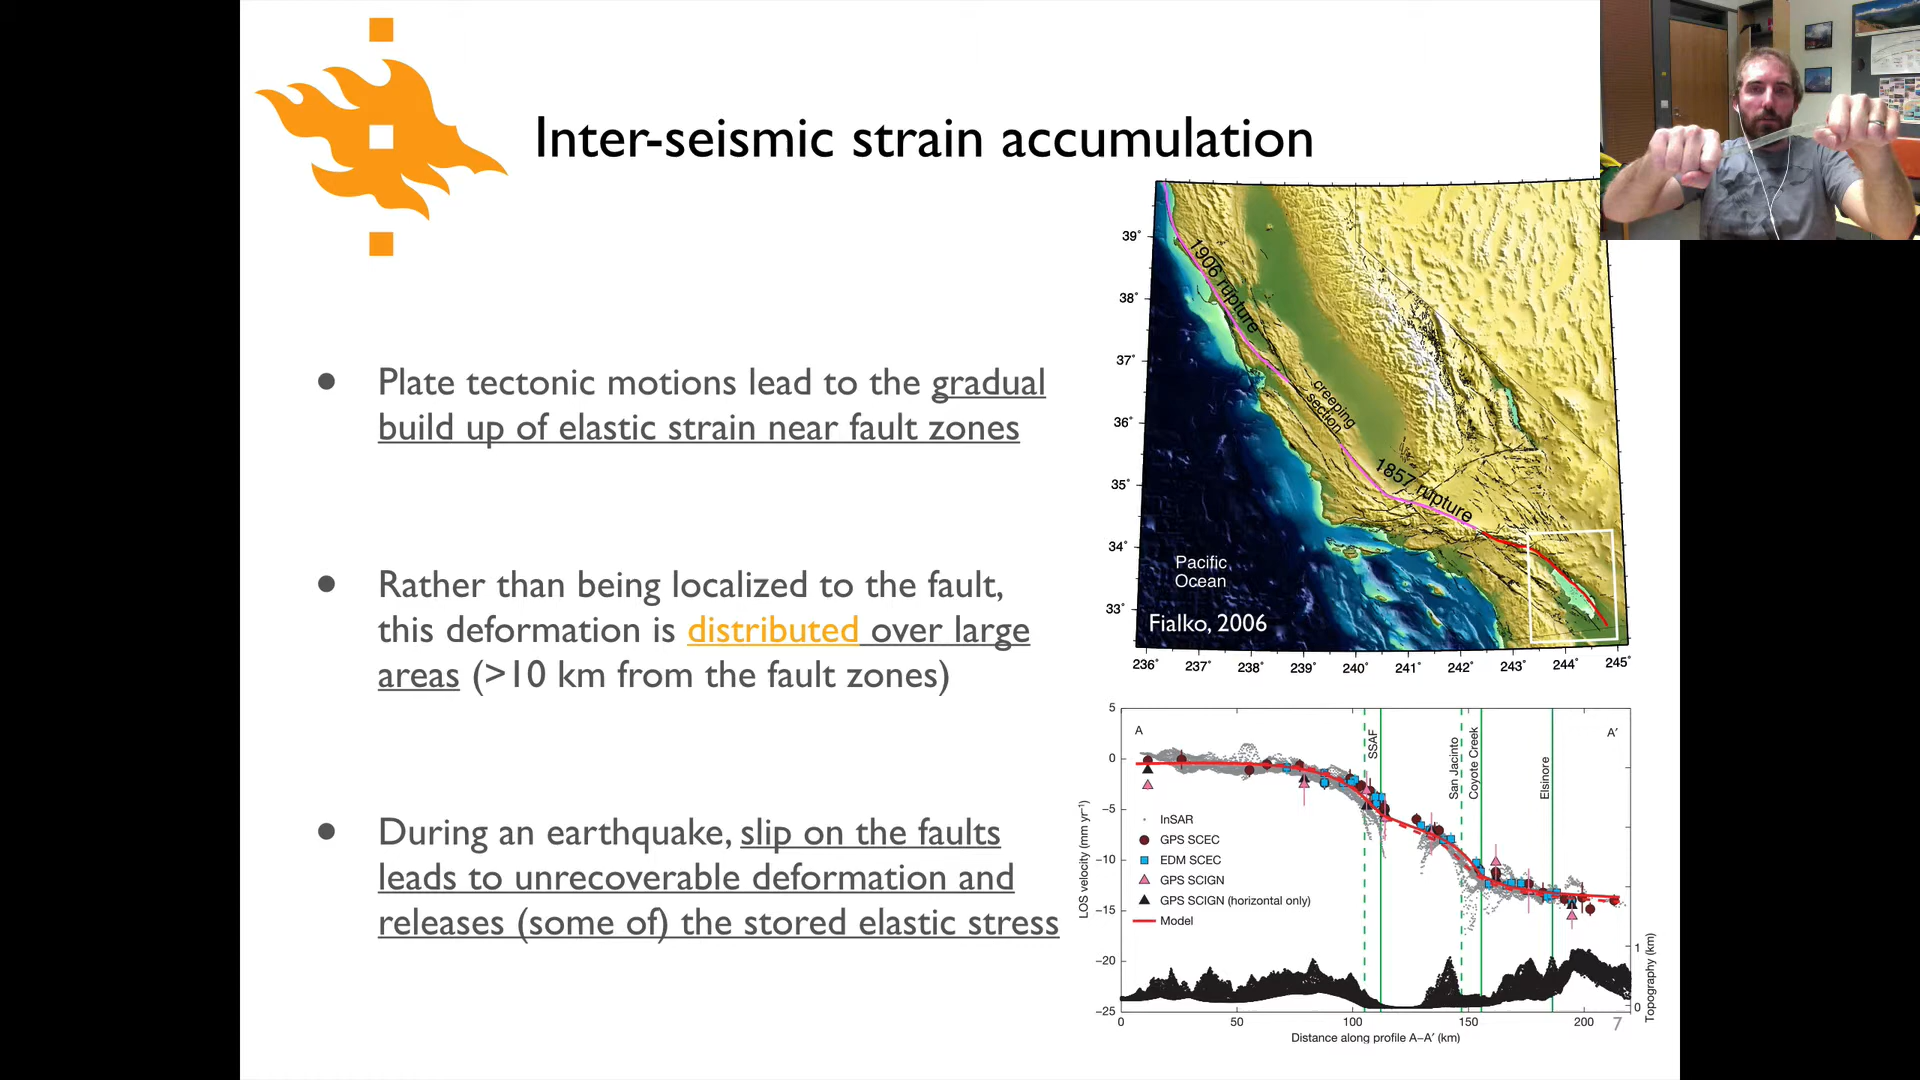 Inter-seismic strain accumulation
● Plate tectonic motions lead to the gradual
build up of elastic strain near fault zones
● Rather than being localized to the fault,
this deformation is distributed over large
areas (>10 km from the fault zones)
● During an earthquake, slip on the faults
leads to unrecoverable deformation and
releases (some of) the stored elastic stress
39°
38°
37°
36°
35°
34°
33°
1906 rupture
creeping
section
1857 rupture
Pacific
Ocean
Fialko, 2006
236° 237° 238° 239° 240° 241° 242° 243° 244° 245°
5
0
−5
−10
−15
−20
−25
LOS velocity (mm yr⁻¹)
A
A′
SSAF
San Jacinto
Coyote Creek
Elsinore
InSAR
GPS SCEC
EDM SCEC
GPS SCIGN
GPS SCIGN (horizontal only)
Model
1
0
Topography (km)
0 50 100 150 200
Distance along profile A–A′ (km)
7